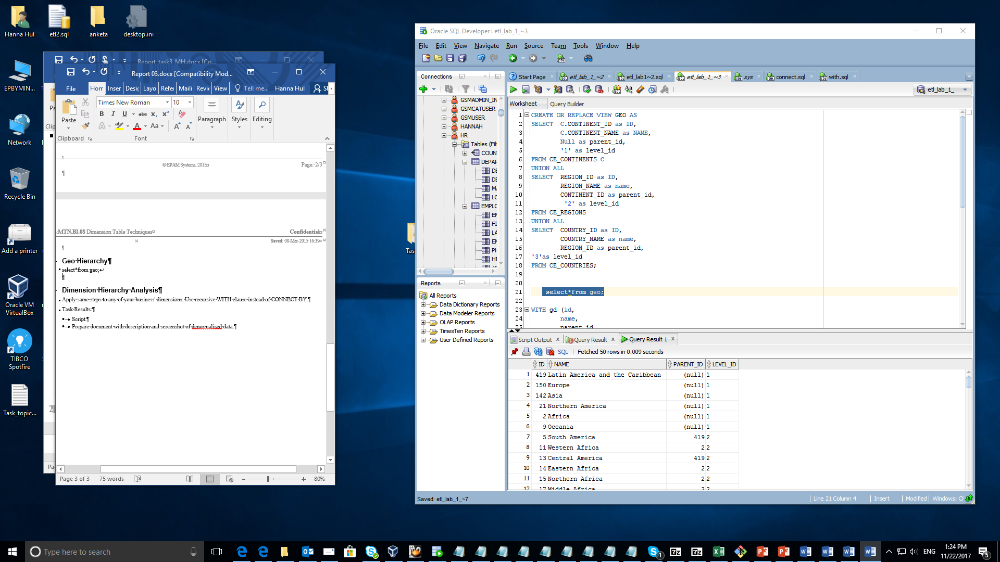 Hanna Hul
etl2.sql
anketa
desktop.ini
EPBYMIN...
Network
Recycle Bin
Add a printer
Oracle VM
VirtualBox
TIBCO
Spotfire
Task_topic...
Report_task3_MH.docx [Co...
Report 03.docx [Compatibility Mod...
File
Hom
Inser
Layo
Refer
Maili
View
Tell me...
Hanna Hul
Paste
Times New Roman
10
Paragraph
Styles
Editing
Clipboard
Font
©EPAM Systems, 2015¤
Page: 2/3¤
¶
MTN.BI.08 Dimension Table Techniques¤
Confidential¤
Saved: 08-Mar-2015 16:39¤
¶
Geo·Hierarchy¶
select*from·geo;↵
¶
Dimension·Hierarchy·Analysis¶
Apply·same·steps·to·any·of·your·business'·dimensions.·Use·recursive·WITH·clause·instead·of·CONNECT·BY.¶
Task·Results:¶
Script.¶
Prepare·document·with·description·and·screenshot·of·denormalized·data.¶
Page 3 of 3
75 words
80%
Oracle SQL Developer : etl_lab_1_~3
File Edit View Navigate Run Source Team Tools Window Help
Connections
GSMADMIN_IN
GSMCATUSER
GSMUSER
HANNAH
HR
Tables (Fil
COUN
DEPAR
DE
DE
M
LC
EMPLC
EM
FI
LA
EM
PH
HI
Reports
All Reports
Data Dictionary Reports
Data Modeler Reports
OLAP Reports
TimesTen Reports
User Defined Reports
Start Page
etl_lab_1_~2
etl_lab1~2.sql
etl_lab_1_~3
sys
connect.sql
with.sql
etl_lab_1_
Worksheet
Query Builder
1 CREATE OR REPLACE VIEW GEO AS
2 SELECT C.CONTINENT_ID as ID,
3 C.CONTINENT_NAME as NAME,
4 Null as parent_id,
5 '1' as level_id
6 FROM CE_CONTINENTS C
7 UNION ALL
8 SELECT REGION_ID as ID,
9 REGION_NAME as name,
10 CONTINENT_ID as parent_id,
11 '2' as level_id
12 FROM CE_REGIONS
13 UNION ALL
14 SELECT COUNTRY_ID as ID,
15 COUNTRY_NAME as name,
16 REGION_ID as parent_id,
17 '3'as level_id
18 FROM CE_COUNTRIES;
19
20
21 select*from geo;
22
23 WITH gd (id,
24 name,
25 parent_id
Script Output
Query Result
Query Result 1
SQL
Fetched 50 rows in 0.009 seconds
ID NAME PARENT_ID LEVEL_ID
1 419 Latin America and the Caribbean (null) 1
2 150 Europe (null) 1
3 142 Asia (null) 1
4 21 Northern America (null) 1
5 2 Africa (null) 1
6 9 Oceania (null) 1
7 5 South America 419 2
8 11 Western Africa 2 2
9 13 Central America 419 2
10 14 Eastern Africa 2 2
11 15 Northern Africa 2 2
12 17 Middle Africa 2 2
Saved: etl_lab_1_~7
Line 21 Column 4
Insert
Modified
Windows: C
Type here to search
ENG
1:24 PM
11/22/2017